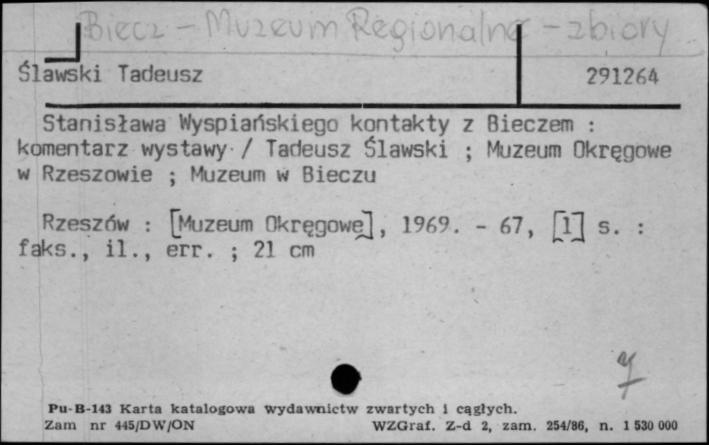 Biecz - Muzeum Regionalne - zbiory
Ślawski Tadeusz 291264
Stanisława Wyspiańskiego kontakty z Bieczem :
komentarz wystawy / Tadeusz Ślawski ; Muzeum Okręgowe
w Rzeszowie ; Muzeum w Bieczu
Rzeszów : [Muzeum Okręgowe], 1969. - 67, [1] s. :
faks., il., err. ; 21 cm
Pu-B-143 Karta katalogowa wydawnictw zwartych i cągłych.
Zam nr 445/DW/ON WZGraf. Z-d 2, zam. 254/86, n. 1 530 000